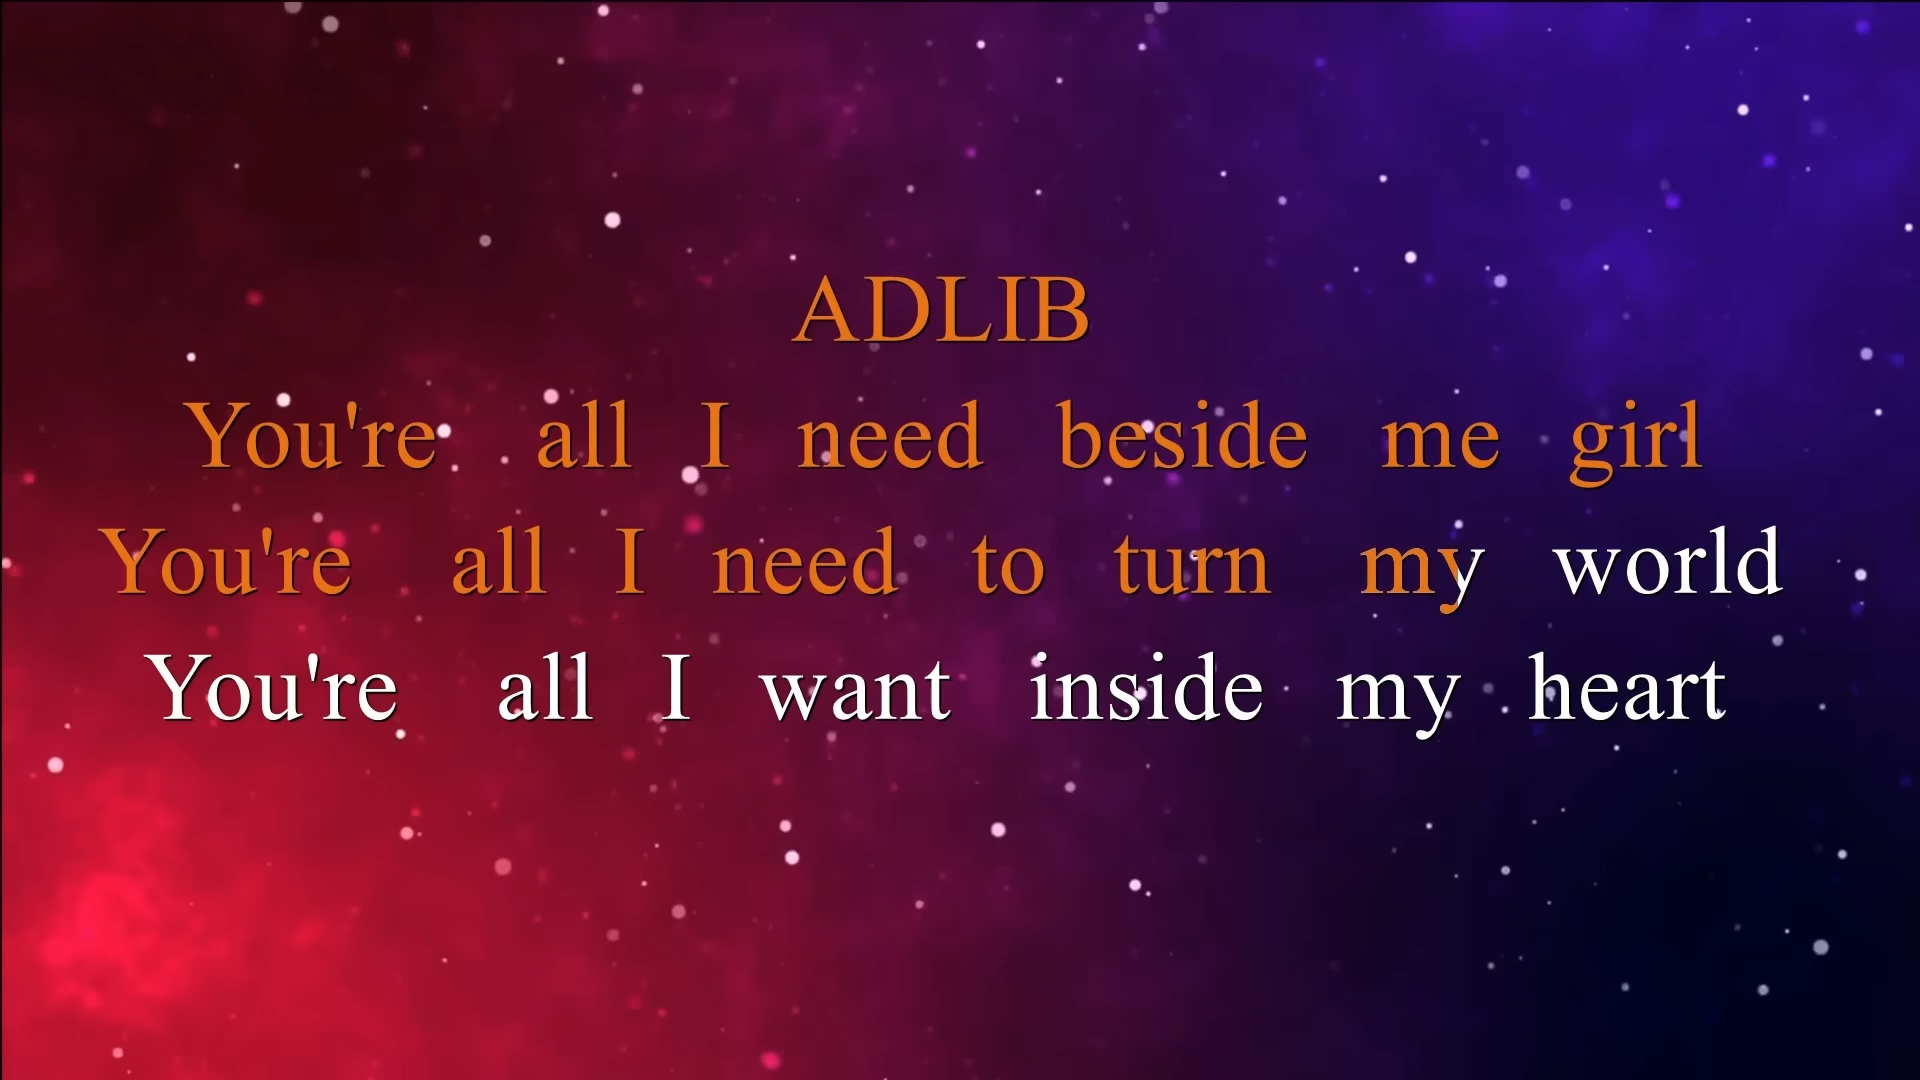 ADLIB
You're all I need beside me girl
You're all I need to turn my world
You're all I want inside my heart